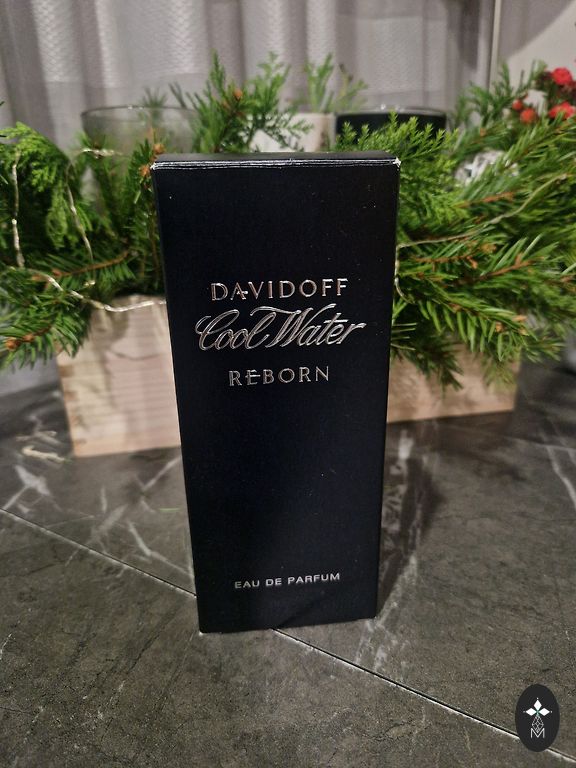 DAVIDOFF
Cool Water
REBORN
EAU DE PARFUM
M